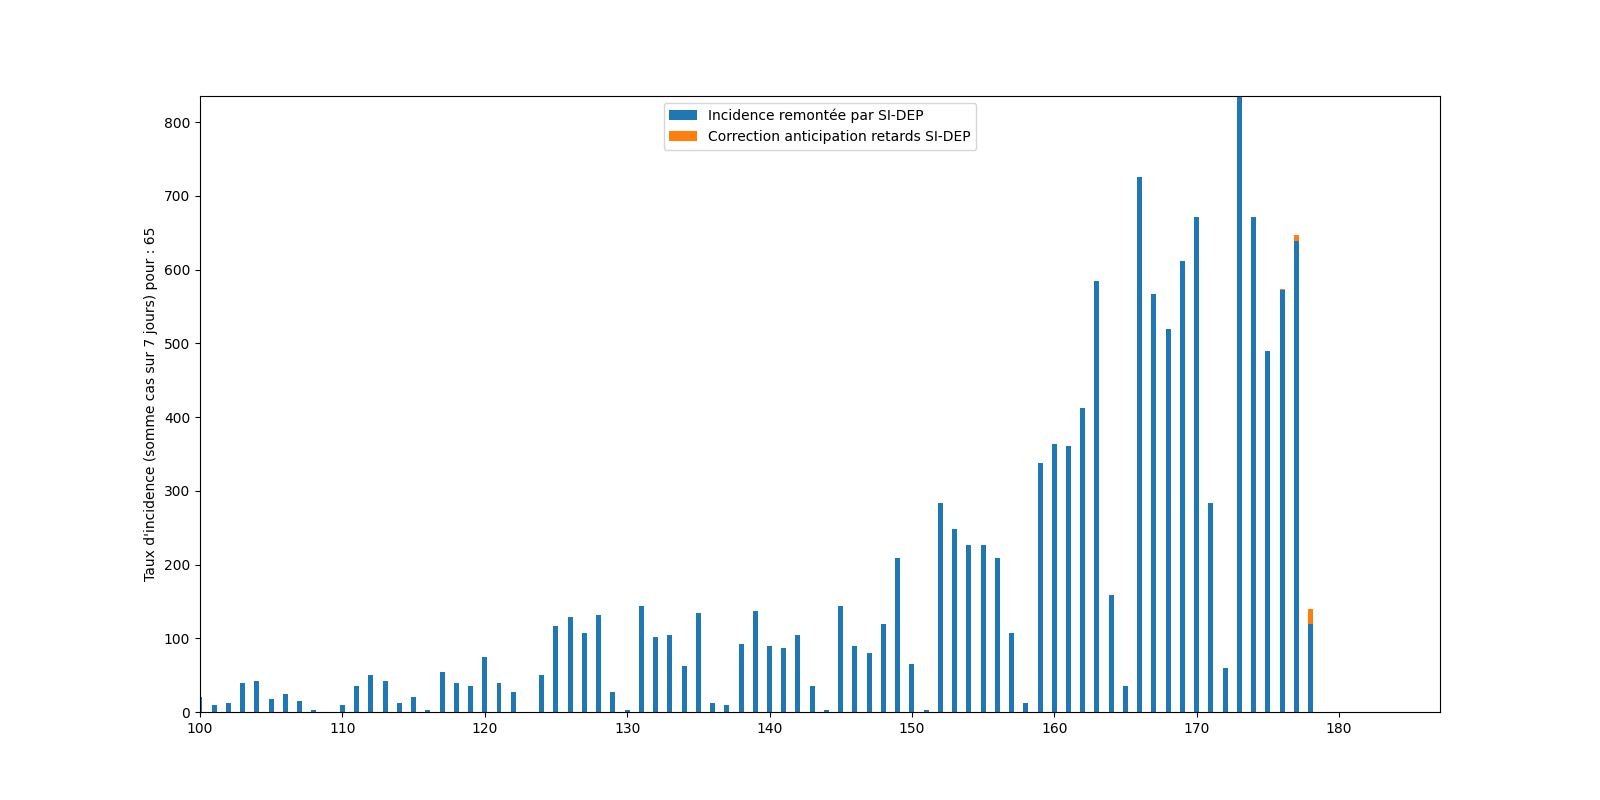 Incidence remontée par SI-DEP
Correction anticipation retards SI-DEP
Taux d'incidence (somme cas sur 7 jours) pour : 65
800
700
600
500
400
300
200
100
0
100 110 120 130 140 150 160 170 180